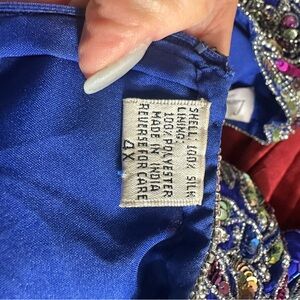 SHELL: 100% SILK
LINING:
100% POLYESTER
MADE IN INDIA
REVERSE FOR CARE
4X